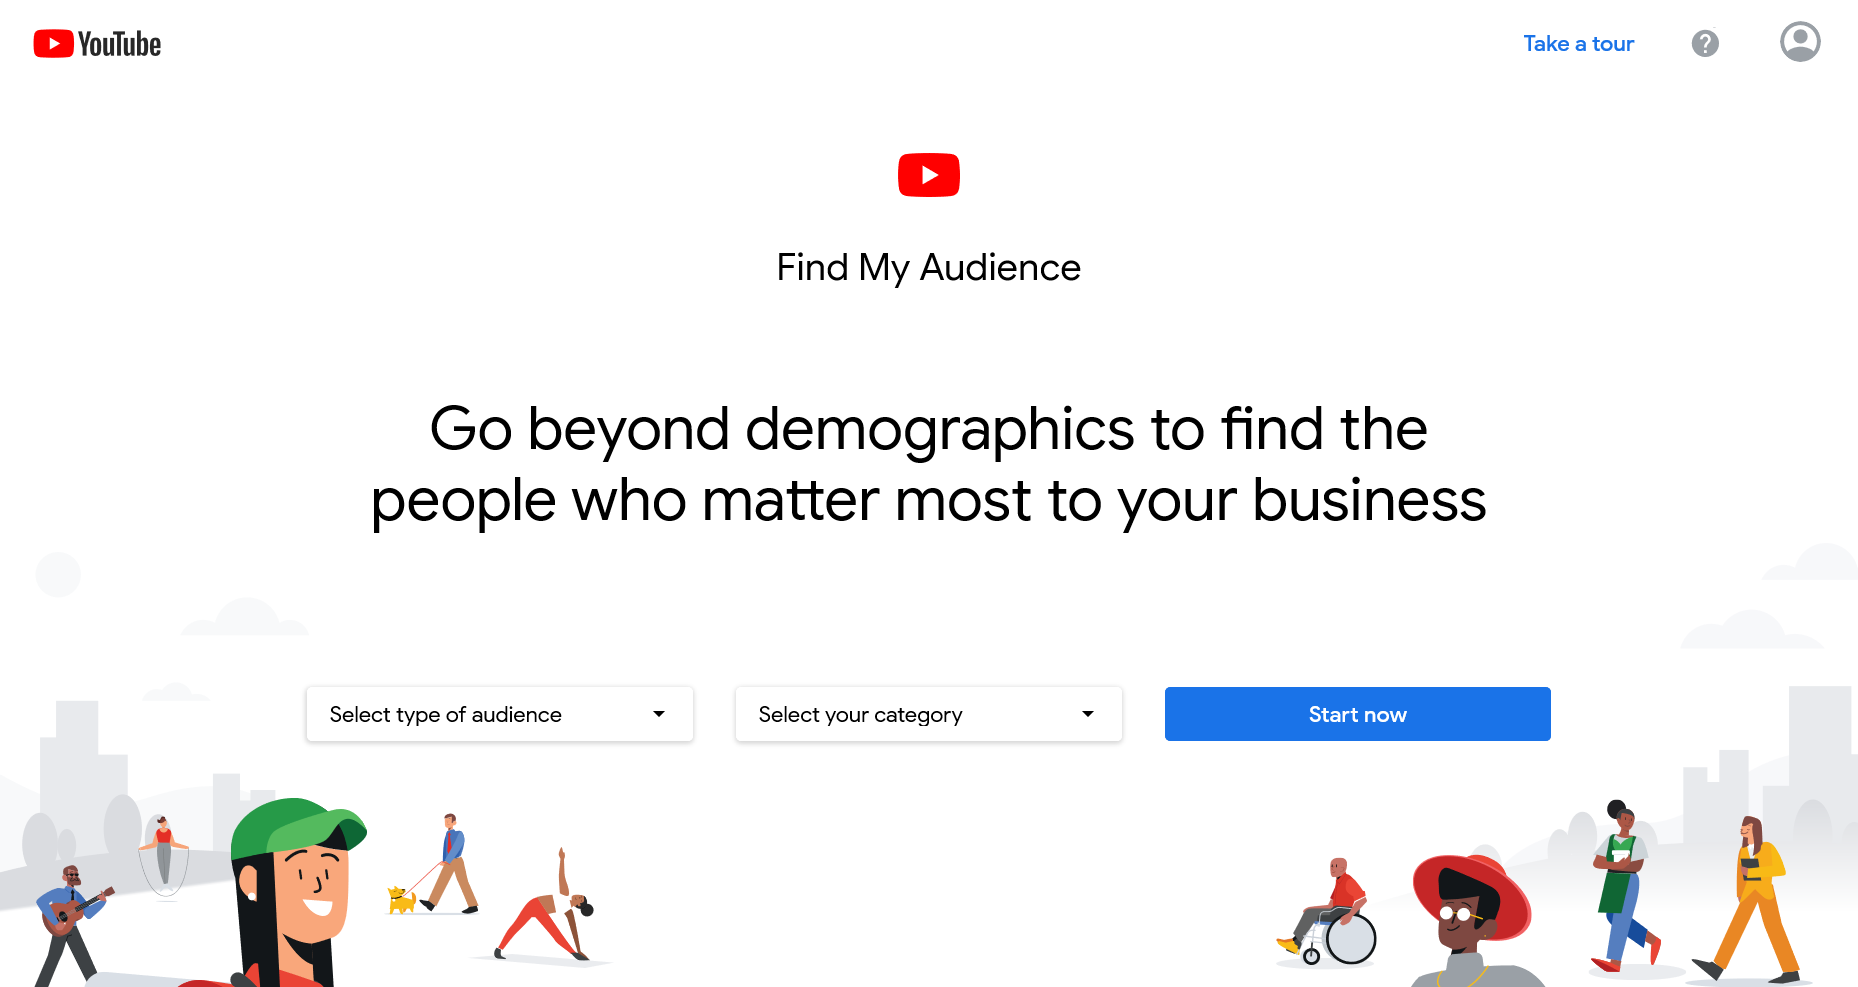 YouTube
Take a tour
?
Find My Audience
Go beyond demographics to find the
people who matter most to your business
Select type of audience
Select your category
Start now